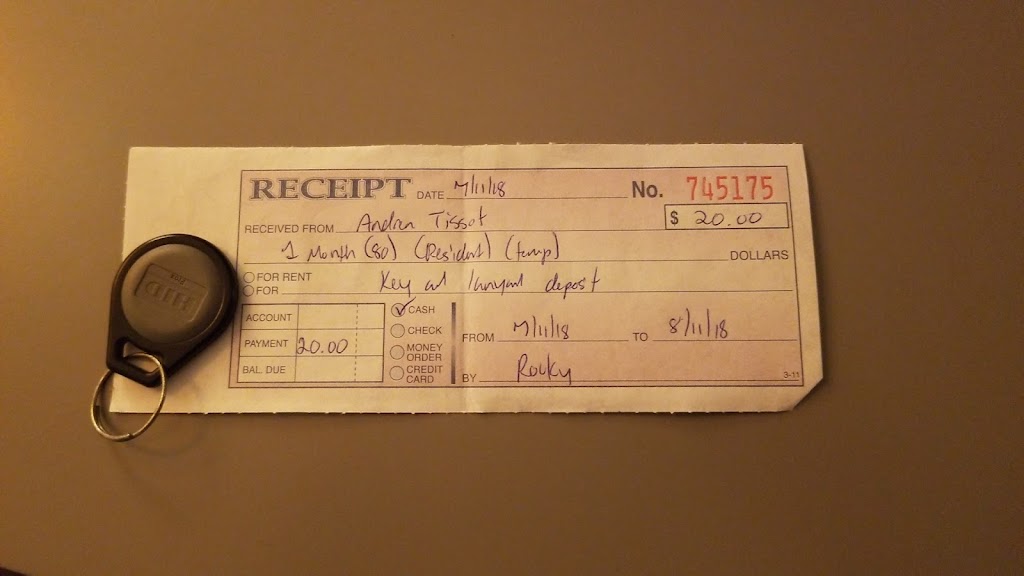 RECEIPT DATE 7/11/18 No. 745175
RECEIVED FROM Andrea Tissot $ 20.00
1 Month (80) (Resident) (temp) DOLLARS
FOR RENT
FOR Key and lanyard deposit
ACCOUNT
PAYMENT 20.00
BAL. DUE
CASH
CHECK
MONEY ORDER
CREDIT CARD
FROM 7/11/18 TO 8/11/18
BY Rocky
3-11
HID